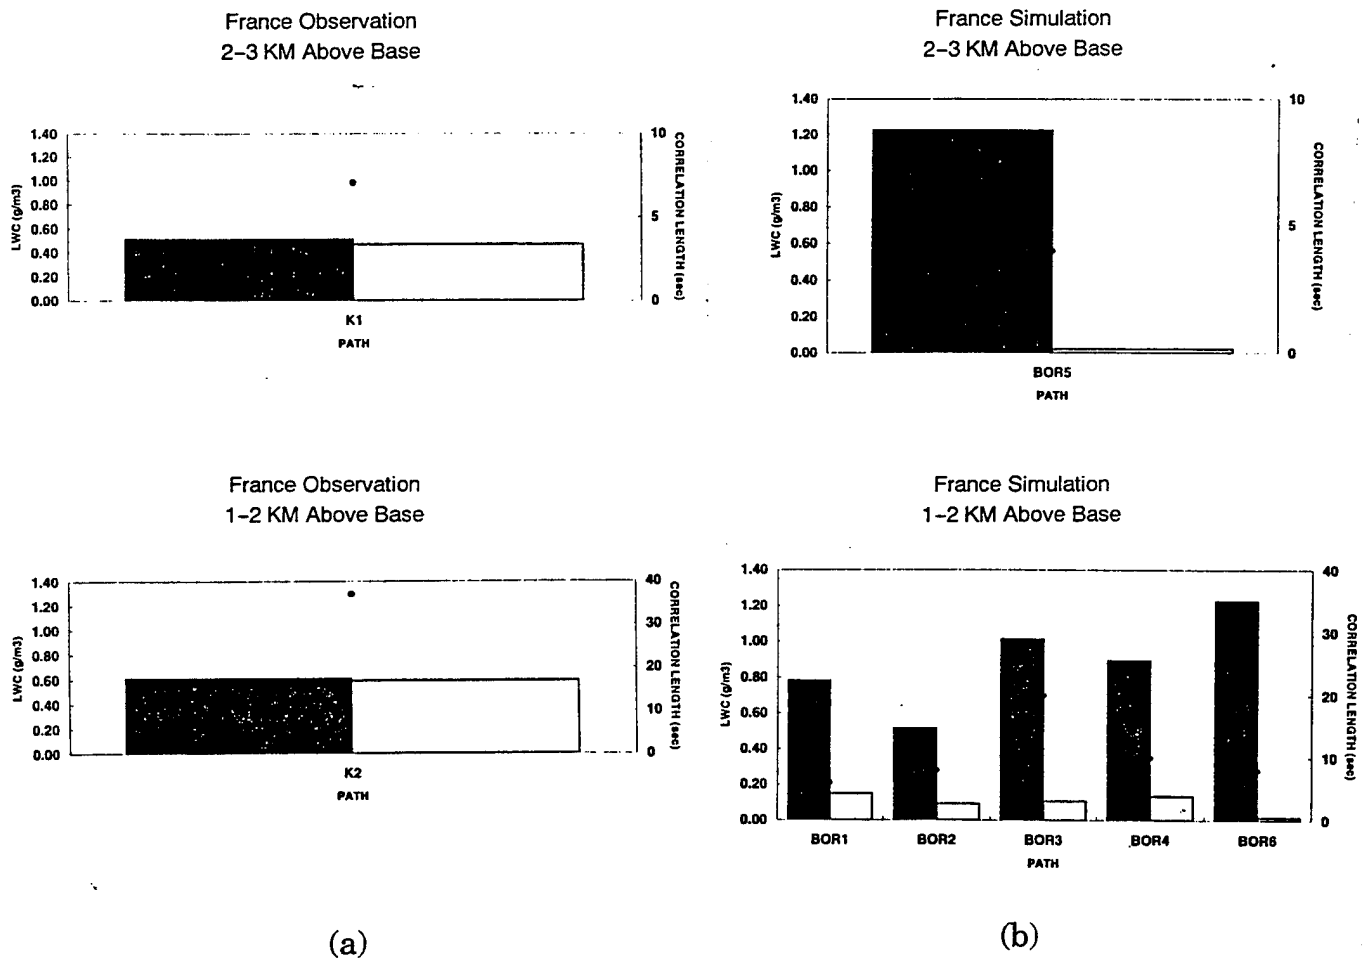 France Observation
2-3 KM Above Base
1.40
1.20
1.00
0.80
0.60
0.40
0.20
0.00
LWC (g/m3)
10
5
0
CORRELATION LENGTH (sec)
K1
PATH
France Simulation
2-3 KM Above Base
1.40
1.20
1.00
0.80
0.60
0.40
0.20
0.00
LWC (g/m3)
10
5
0
CORRELATION LENGTH (sec)
BOR5
PATH
France Observation
1-2 KM Above Base
1.40
1.20
1.00
0.80
0.60
0.40
0.20
0.00
LWC (g/m3)
40
30
20
10
0
CORRELATION LENGTH (sec)
K2
PATH
France Simulation
1-2 KM Above Base
1.40
1.20
1.00
0.80
0.60
0.40
0.20
0.00
LWC (g/m3)
40
30
20
10
0
CORRELATION LENGTH (sec)
BOR1 BOR2 BOR3 BOR4 BOR6
PATH
(a)
(b)